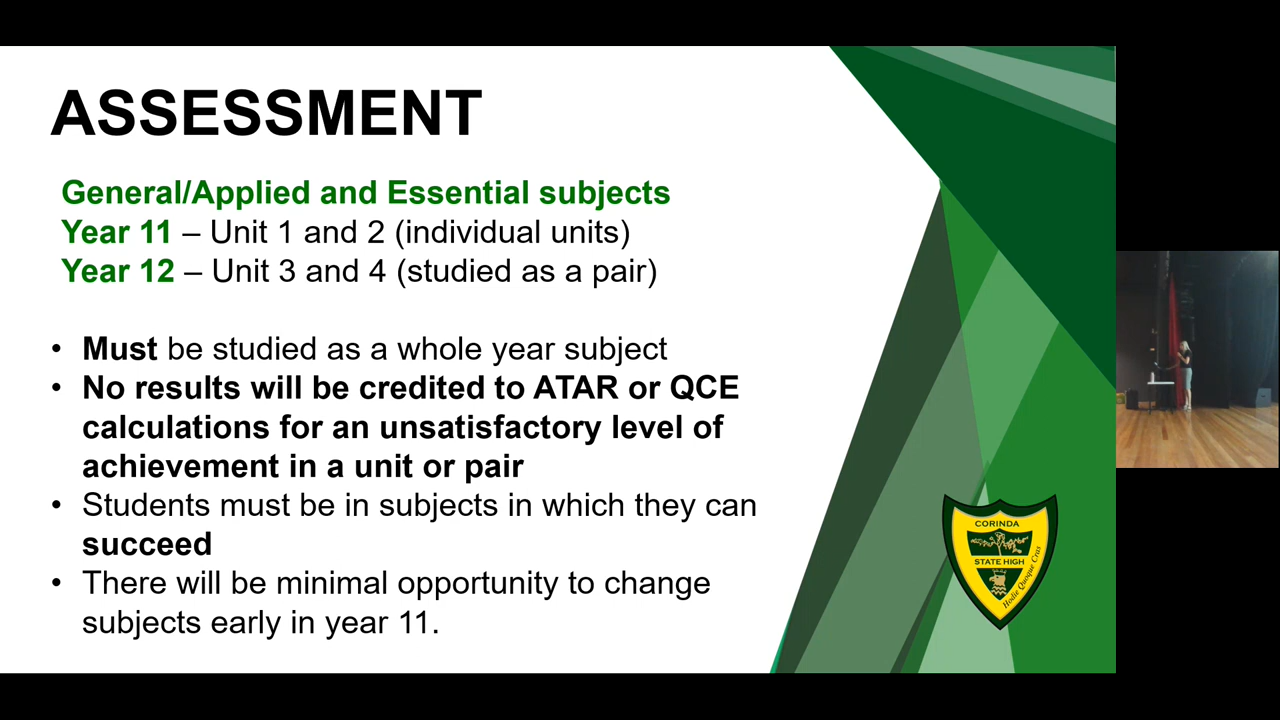 ASSESSMENT
General/Applied and Essential subjects
Year 11 – Unit 1 and 2 (individual units)
Year 12 – Unit 3 and 4 (studied as a pair)
• Must be studied as a whole year subject
• No results will be credited to ATAR or QCE
calculations for an unsatisfactory level of
achievement in a unit or pair
• Students must be in subjects in which they can
succeed
• There will be minimal opportunity to change
subjects early in year 11.
CORINDA
STATE HIGH
Hodie Quoque Cras